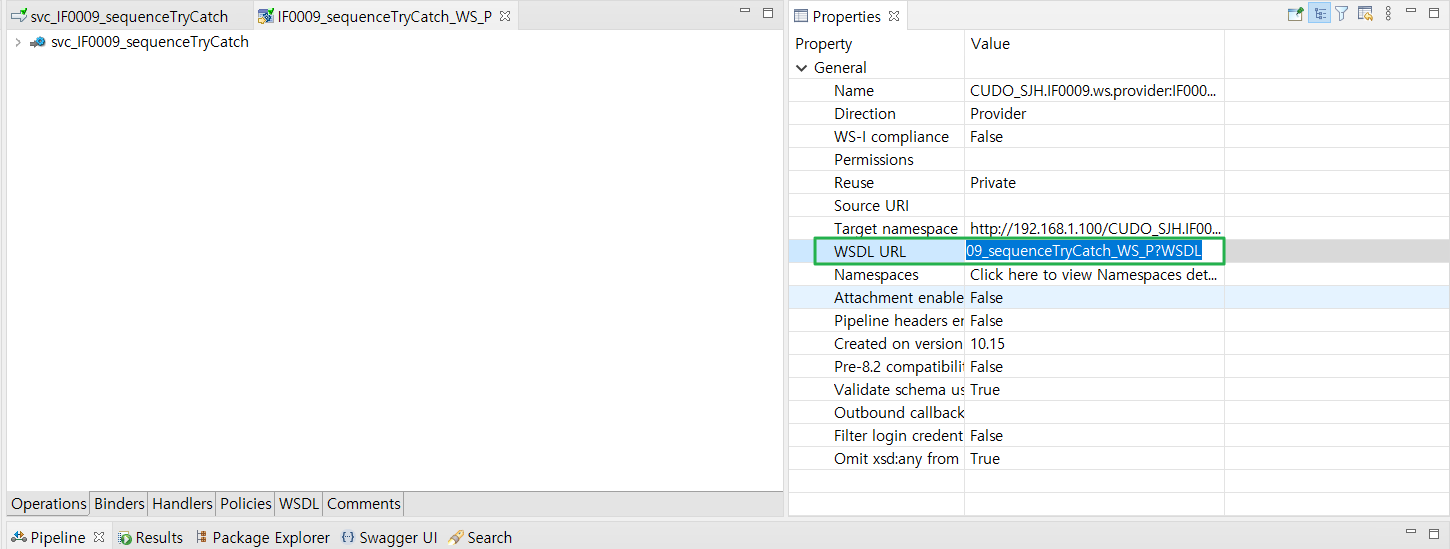 svc_IF0009_sequenceTryCatch IF0009_sequenceTryCatch_WS_P
svc_IF0009_sequenceTryCatch
Operations Binders Handlers Policies WSDL Comments
Properties
Property Value
General
Name CUDO_SJH.IF0009.ws.provider:IF000...
Direction Provider
WS-I compliance False
Permissions
Reuse Private
Source URI
Target namespace http://192.168.1.100/CUDO_SJH.IF00...
WSDL URL 09_sequenceTryCatch_WS_P?WSDL
Namespaces Click here to view Namespaces det...
Attachment enable False
Pipeline headers er False
Created on version 10.15
Pre-8.2 compatibilit False
Validate schema us True
Outbound callback
Filter login credent False
Omit xsd:any from True
Pipeline Results Package Explorer Swagger UI Search